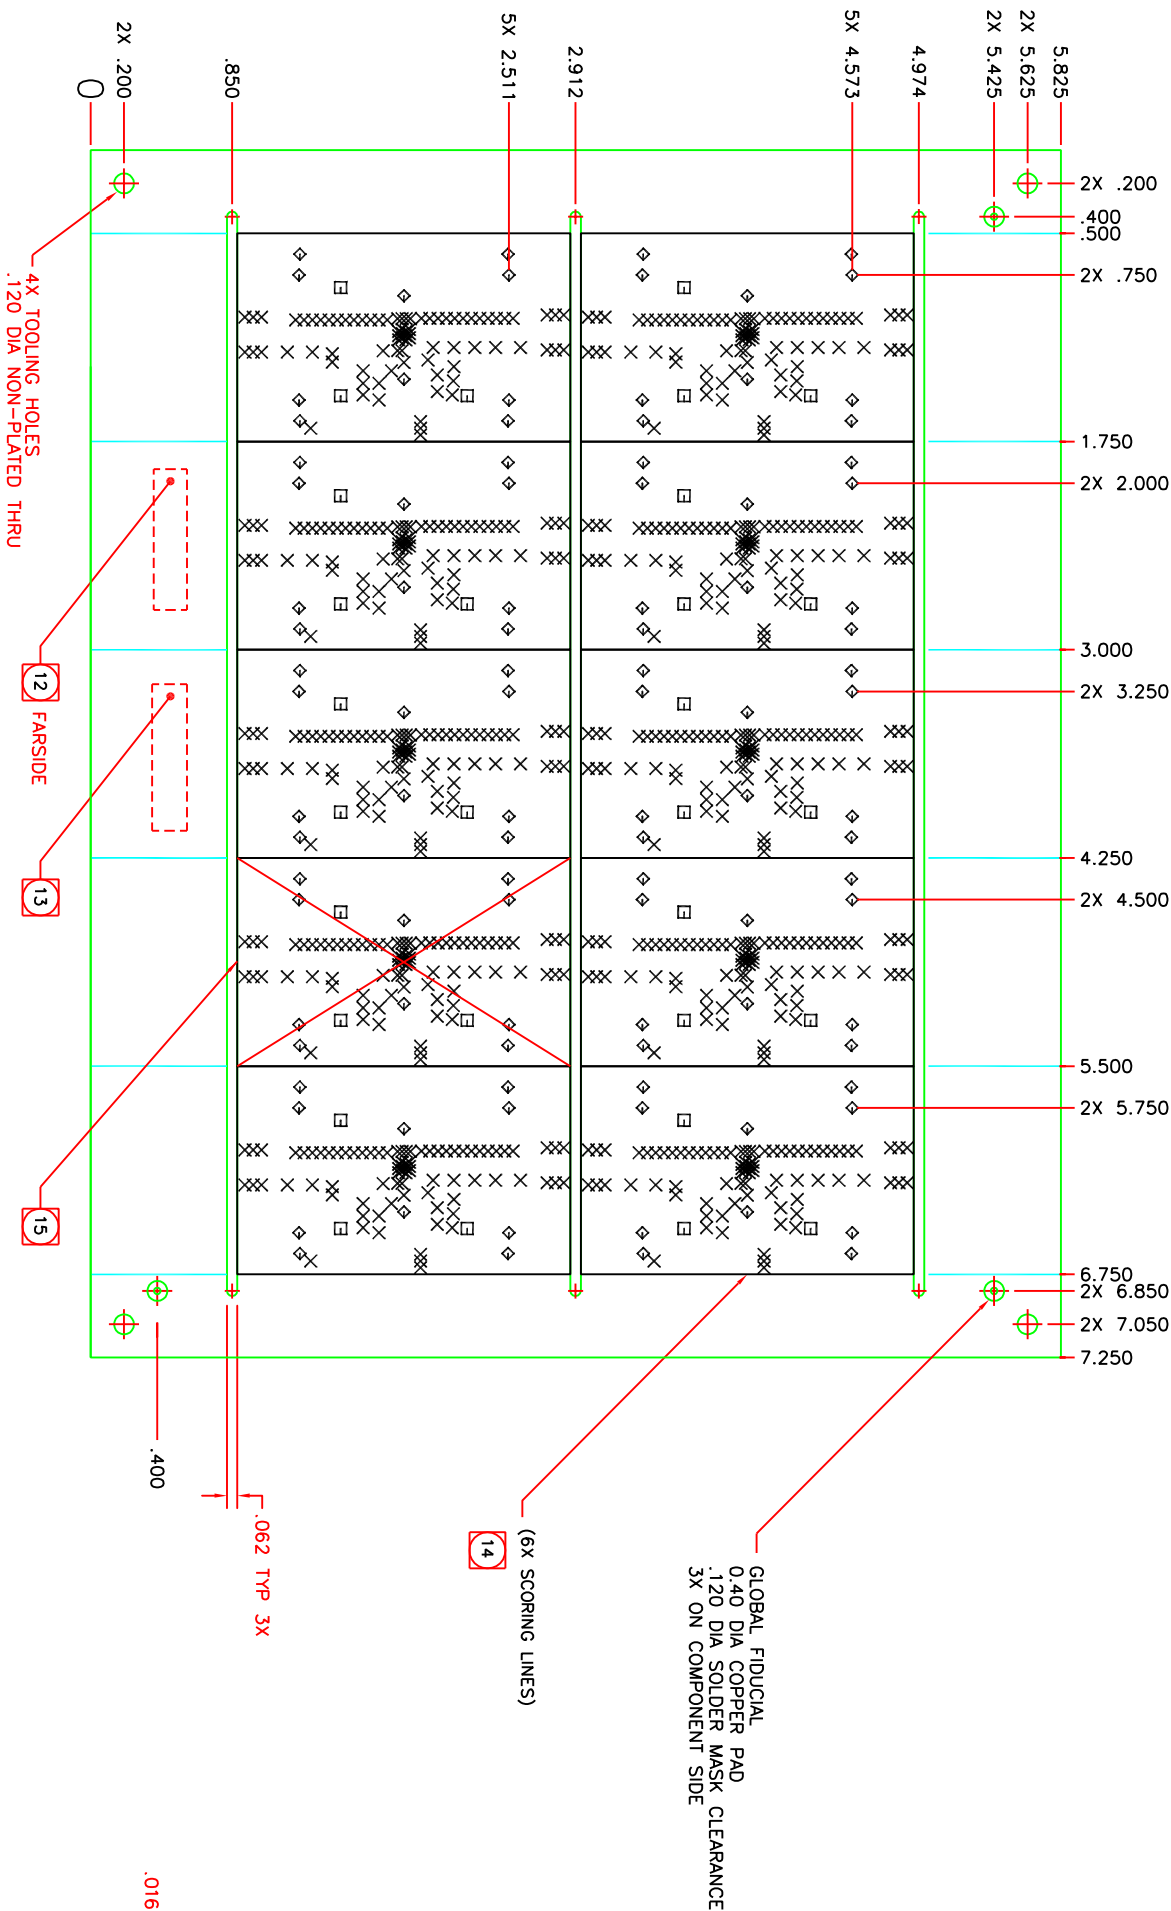 5.825
2X 5.625
2X 5.425
4.974
5X 4.573
2.912
5X 2.511
.850
2X .200
0
2X .200
.400
.500
2X .750
1.750
2X 2.000
3.000
2X 3.250
4.250
2X 4.500
5.500
2X 5.750
6.750
2X 6.850
2X 7.050
7.250
4X TOOLING HOLES
.120 DIA NON-PLATED THRU
12 FARSIDE
13
15
.400
.062 TYP 3X
(6X SCORING LINES)
14
GLOBAL FIDUCIAL
0.40 DIA COPPER PAD
.120 DIA SOLDER MASK CLEARANCE
3X ON COMPONENT SIDE
.016